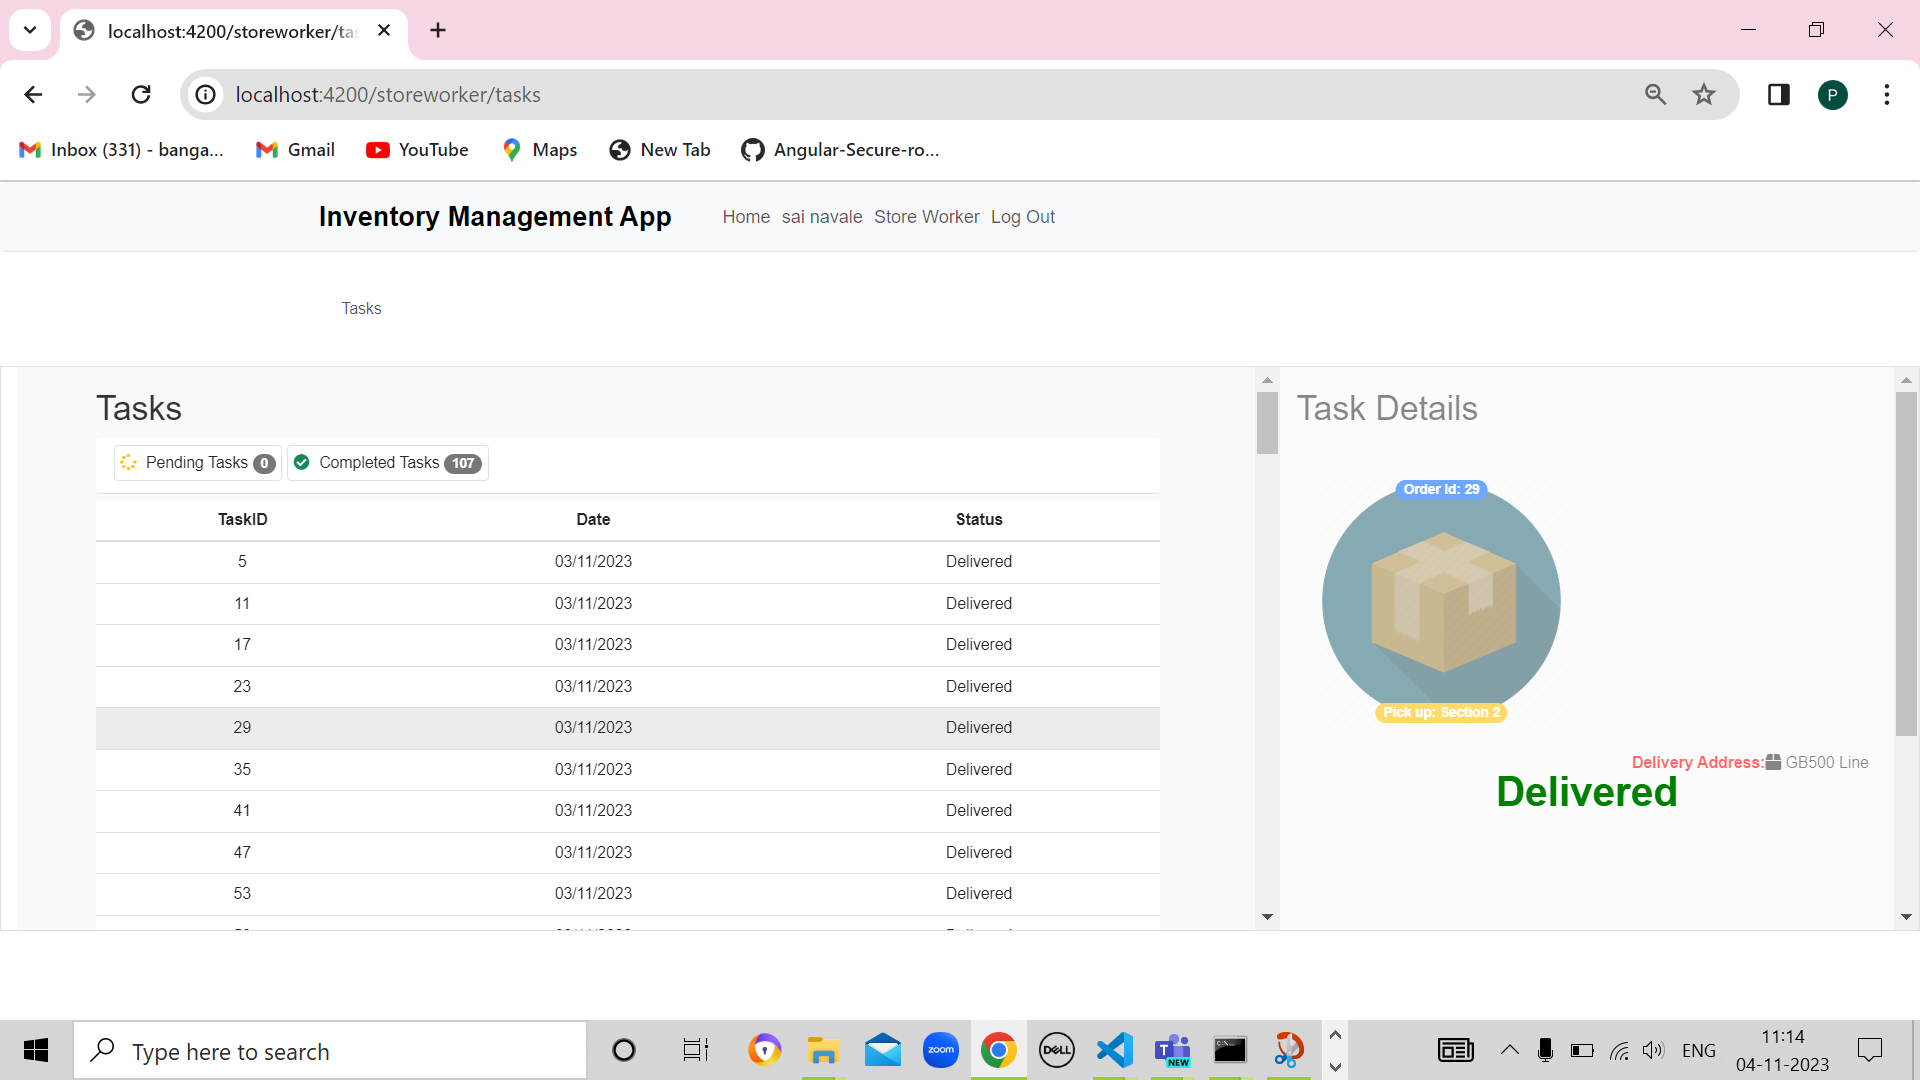 localhost:4200/storeworker/ta
localhost:4200/storeworker/tasks
P
Inbox (331) - banga...
Gmail
YouTube
Maps
New Tab
Angular-Secure-ro...
Inventory Management App
Home
sai navale
Store Worker
Log Out
Tasks
Tasks
Pending Tasks 0
Completed Tasks 107
TaskID Date Status
5 03/11/2023 Delivered
11 03/11/2023 Delivered
17 03/11/2023 Delivered
23 03/11/2023 Delivered
29 03/11/2023 Delivered
35 03/11/2023 Delivered
41 03/11/2023 Delivered
47 03/11/2023 Delivered
53 03/11/2023 Delivered
Task Details
Order Id: 29
Pick up: Section 2
Delivery Address: GB500 Line
Delivered
Type here to search
zoom
DELL
T
NEW
ENG
11:14
04-11-2023